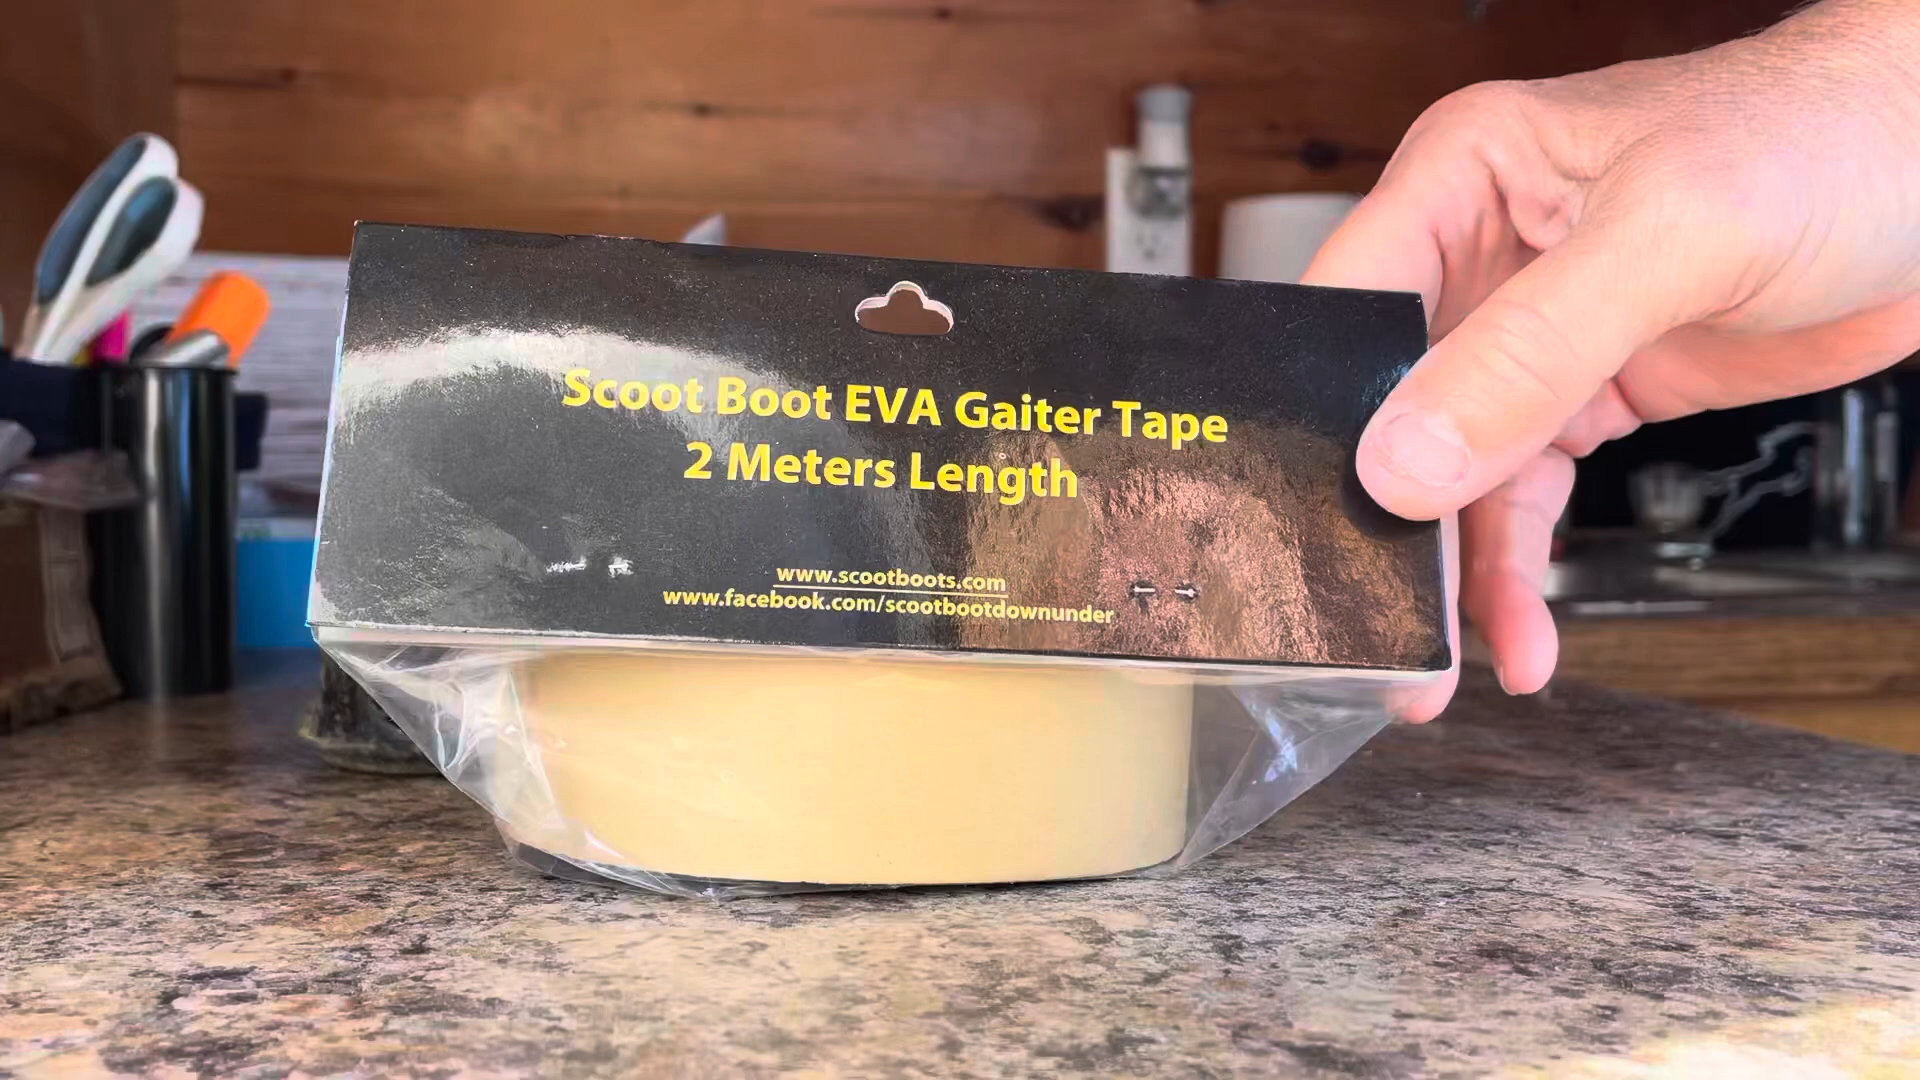 Scoot Boot EVA Gaiter Tape
2 Meters Length
www.scootboots.com
www.facebook.com/scootbootdownunder